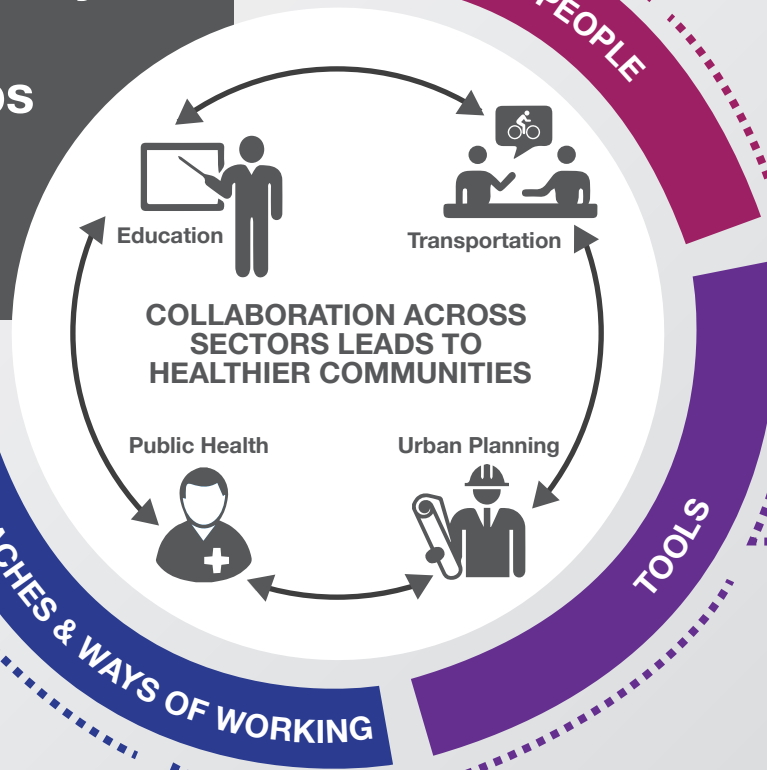 PEOPLE
Education
Transportation
COLLABORATION ACROSS
SECTORS LEADS TO
HEALTHIER COMMUNITIES
Public Health
Urban Planning
TOOLS
& WAYS OF WORKING